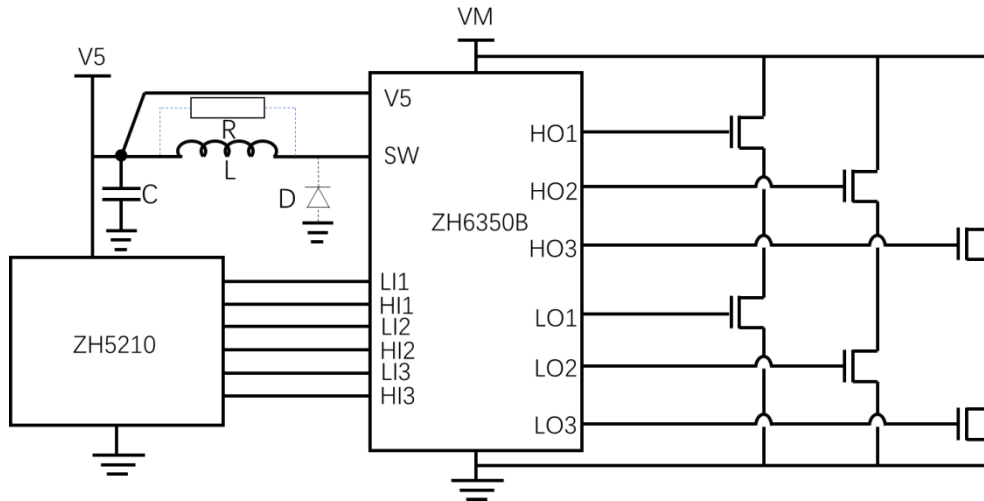 VM
V5
V5
R
SW
L
C
D
ZH6350B
HO1
HO2
HO3
LI1
HI1
LI2
HI2
LI3
HI3
ZH5210
LO1
LO2
LO3